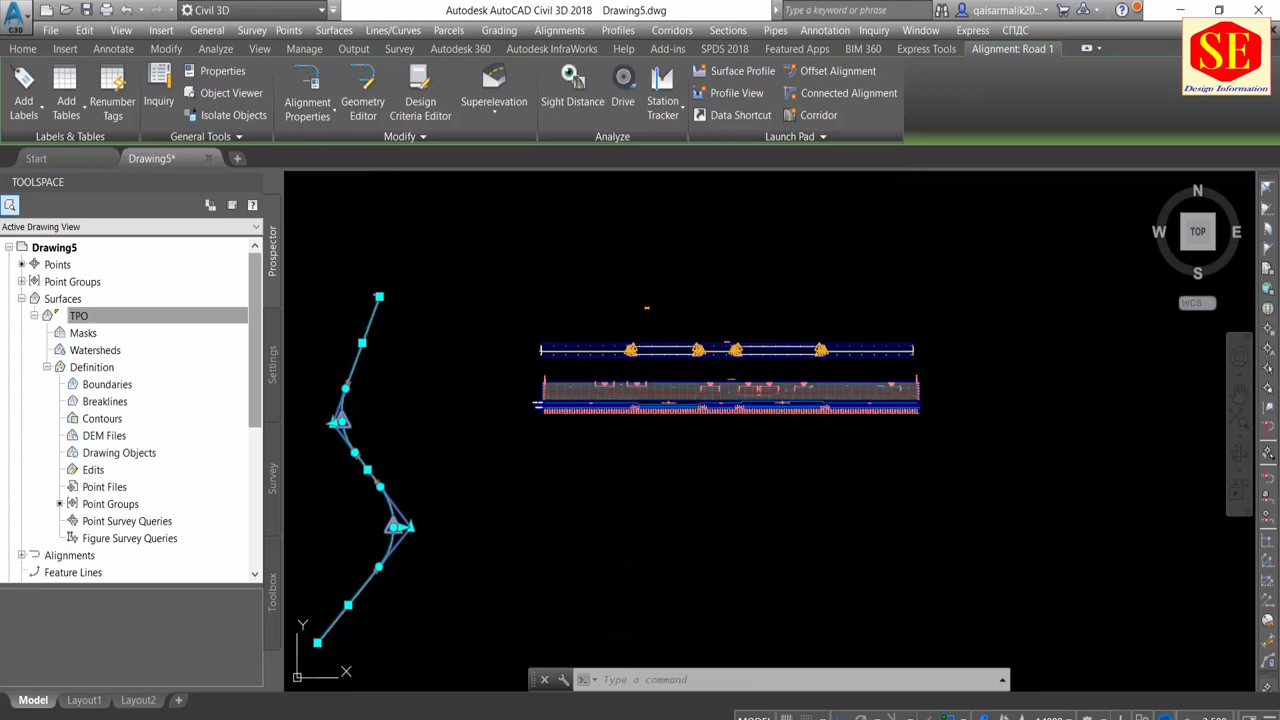 Civil 3D
Autodesk AutoCAD Civil 3D 2018 Drawing5.dwg
Type a keyword or phrase
qaisarmalik20...
File Edit View Insert General Survey Points Surfaces Lines/Curves Parcels Grading Alignments Profiles Corridors Sections Pipes Annotation Inquiry Window Express СПДС
Home Insert Annotate Modify Analyze View Manage Output Survey Autodesk 360 Autodesk InfraWorks Help Add-ins SPDS 2018 Featured Apps BIM 360 Express Tools Alignment: Road 1
SE
Design Information
C3D
Add Labels
Add Tables
Renumber Tags
Inquiry
Properties
Object Viewer
Isolate Objects
Alignment Properties
Geometry Editor
Design Criteria Editor
Superelevation
Sight Distance
Drive
Station Tracker
Surface Profile
Profile View
Data Shortcut
Offset Alignment
Connected Alignment
Corridor
Labels & Tables
General Tools
Modify
Analyze
Launch Pad
Start
Drawing5*
TOOLSPACE
Active Drawing View
Drawing5
Points
Point Groups
Surfaces
TPO
Masks
Watersheds
Definition
Boundaries
Breaklines
Contours
DEM Files
Drawing Objects
Edits
Point Files
Point Groups
Point Survey Queries
Figure Survey Queries
Alignments
Feature Lines
Prospector
Settings
Survey
Toolbox
N
W TOP E
S
WCS
Y
X
Type a command
Model Layout1 Layout2